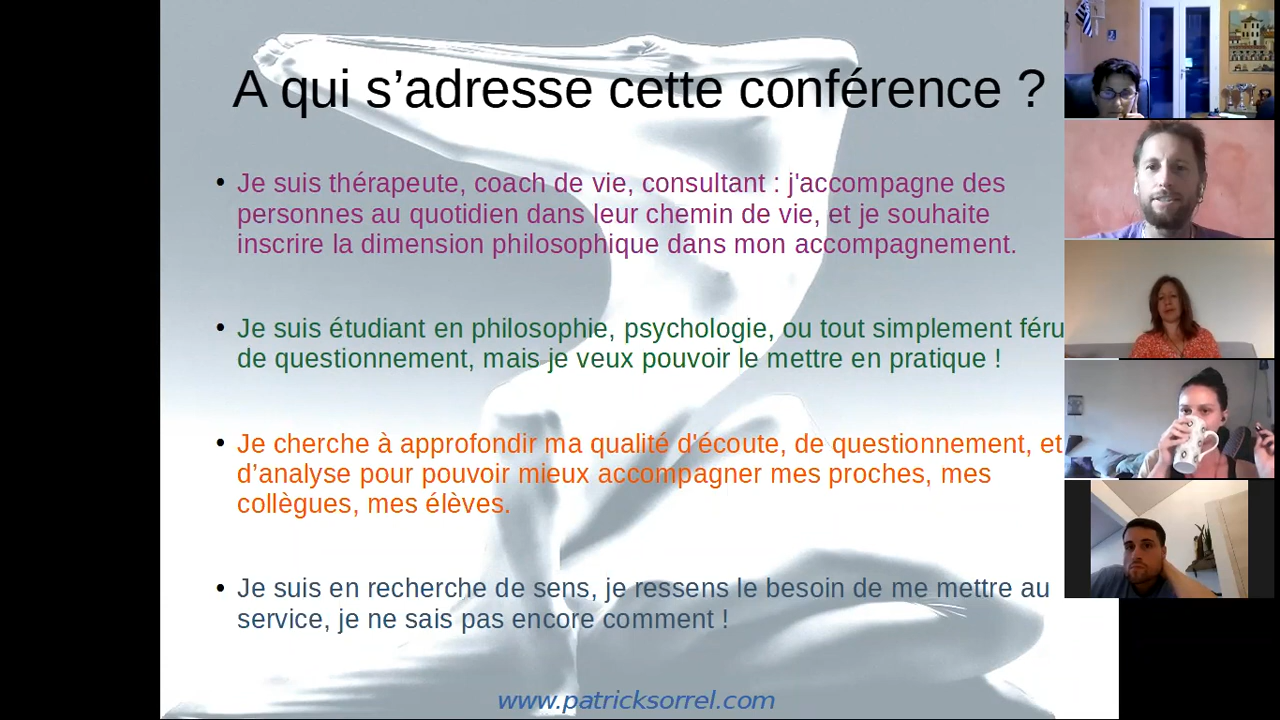 A qui s’adresse cette conférence ?
• Je suis thérapeute, coach de vie, consultant : j'accompagne des
personnes au quotidien dans leur chemin de vie, et je souhaite
inscrire la dimension philosophique dans mon accompagnement.
• Je suis étudiant en philosophie, psychologie, ou tout simplement féru
de questionnement, mais je veux pouvoir le mettre en pratique !
• Je cherche à approfondir ma qualité d'écoute, de questionnement, et
d’analyse pour pouvoir mieux accompagner mes proches, mes
collègues, mes élèves.
• Je suis en recherche de sens, je ressens le besoin de me mettre au
service, je ne sais pas encore comment !
www.patricksorrel.com